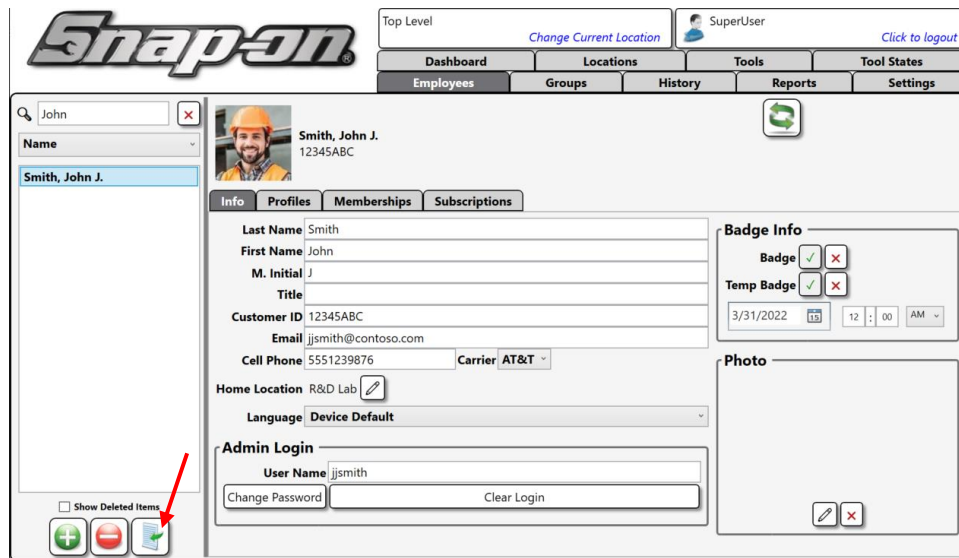 Snap-on
Top Level
Change Current Location
SuperUser
Click to logout
Dashboard
Locations
Tools
Tool States
Employees
Groups
History
Reports
Settings
John
Name
Smith, John J.
Show Deleted Items
Smith, John J.
12345ABC
Info
Profiles
Memberships
Subscriptions
Last Name Smith
First Name John
M. Initial J
Title
Customer ID 12345ABC
Email jjsmith@contoso.com
Cell Phone 5551239876 Carrier AT&T
Home Location R&D Lab
Language Device Default
Admin Login
User Name jjsmith
Change Password
Clear Login
Badge Info
Badge
Temp Badge
3/31/2022 15 12 : 00 AM
Photo